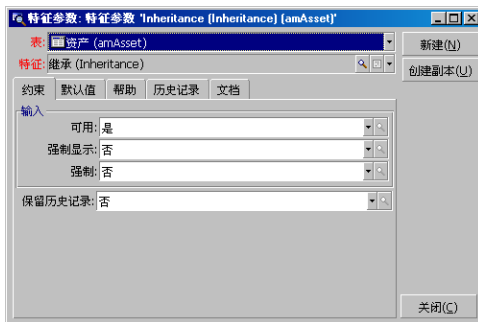 特征参数: 特征参数 'Inheritance (Inheritance) (amAsset)'
表: 资产 (amAsset)
新建(N)
特征: 继承 (Inheritance)
创建副本(U)
约束 默认值 帮助 历史记录 文档
输入
可用: 是
强制显示: 否
强制: 否
保留历史记录: 否
关闭(C)